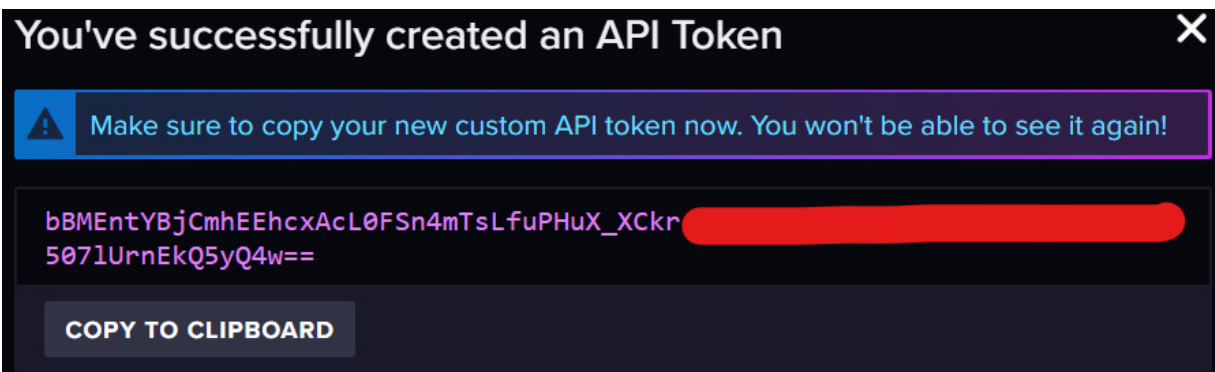 You've successfully created an API Token
Make sure to copy your new custom API token now. You won't be able to see it again!
bBMEntYBjCmhEEhcxAcL0FSn4mTsLfuPHuX_XCkr
507lUrnEkQ5yQ4w==
COPY TO CLIPBOARD